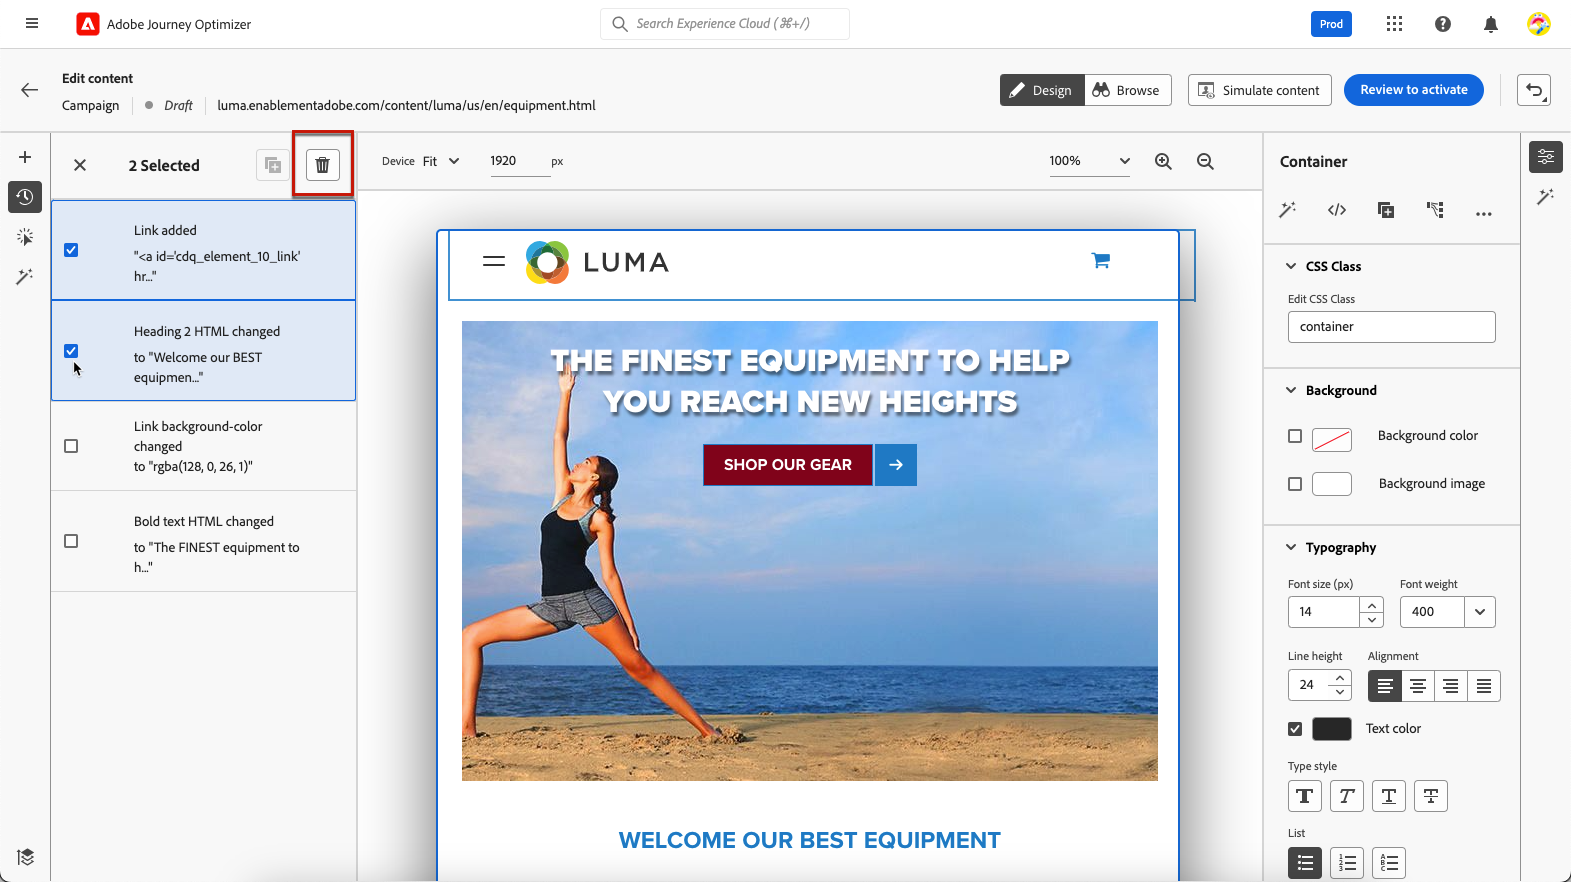 Adobe Journey Optimizer
Search Experience Cloud (⌘+/)
Prod
Edit content
Campaign
Draft
luma.enablementadobe.com/content/luma/us/en/equipment.html
Design
Browse
Simulate content
Review to activate
2 Selected
Link added
"<a id='cdq_element_10_link'
hr..."
Heading 2 HTML changed
to "Welcome our BEST
equipmen..."
Link background-color
changed
to "rgba(128, 0, 26, 1)"
Bold text HTML changed
to "The FINEST equipment to
h..."
Device
Fit
1920
px
100%
LUMA
THE FINEST EQUIPMENT TO HELP
YOU REACH NEW HEIGHTS
SHOP OUR GEAR
WELCOME OUR BEST EQUIPMENT
Container
CSS Class
Edit CSS Class
container
Background
Background color
Background image
Typography
Font size (px)
Font weight
14
400
Line height
Alignment
24
Text color
Type style
List